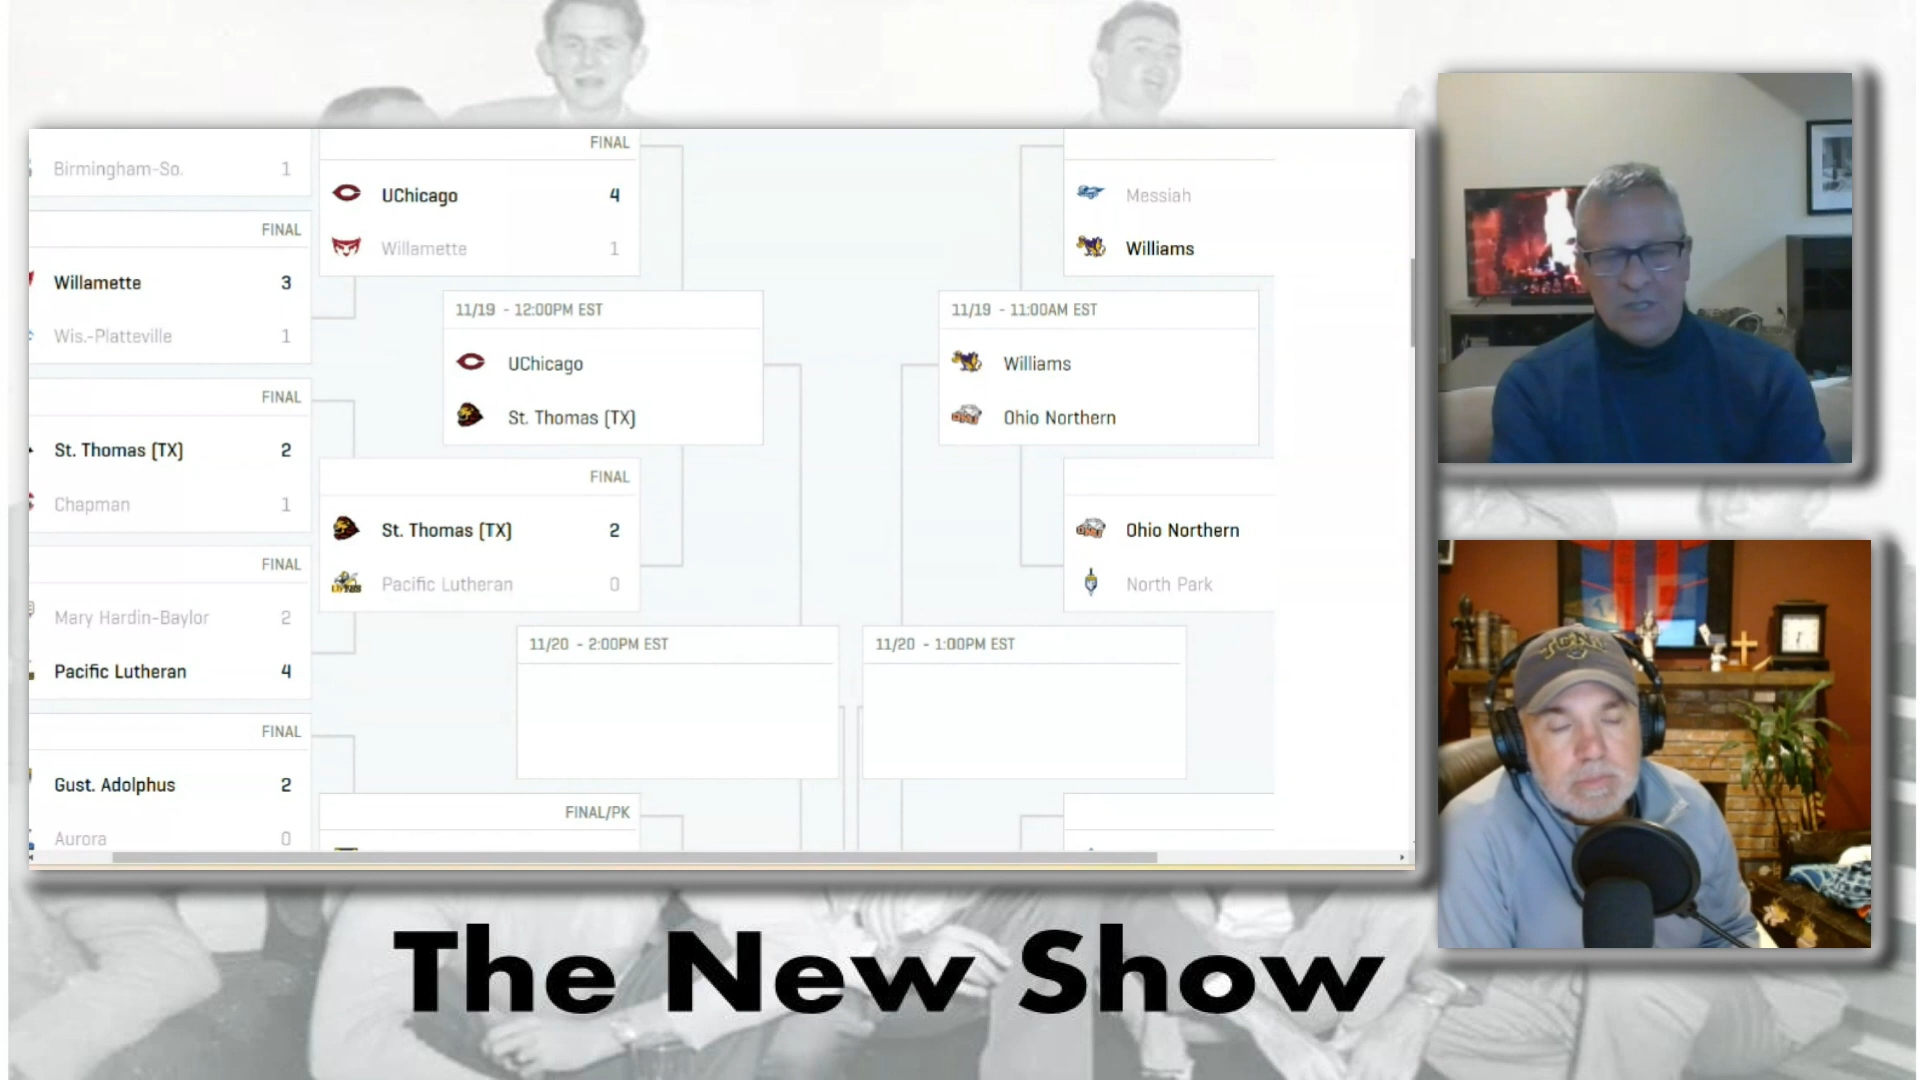 Birmingham-So. 1
FINAL
Willamette 3
Wis.-Platteville 1
FINAL
St. Thomas (TX) 2
Chapman 1
FINAL
Mary Hardin-Baylor 2
Pacific Lutheran 4
FINAL
Gust. Adolphus 2
Aurora 0
FINAL
UChicago 4
Willamette 1
11/19 - 12:00PM EST
UChicago
St. Thomas (TX)
FINAL
St. Thomas (TX) 2
Pacific Lutheran 0
11/20 - 2:00PM EST
FINAL/PK
Messiah
Williams
11/19 - 11:00AM EST
Williams
Ohio Northern
Ohio Northern
North Park
11/20 - 1:00PM EST
The New Show